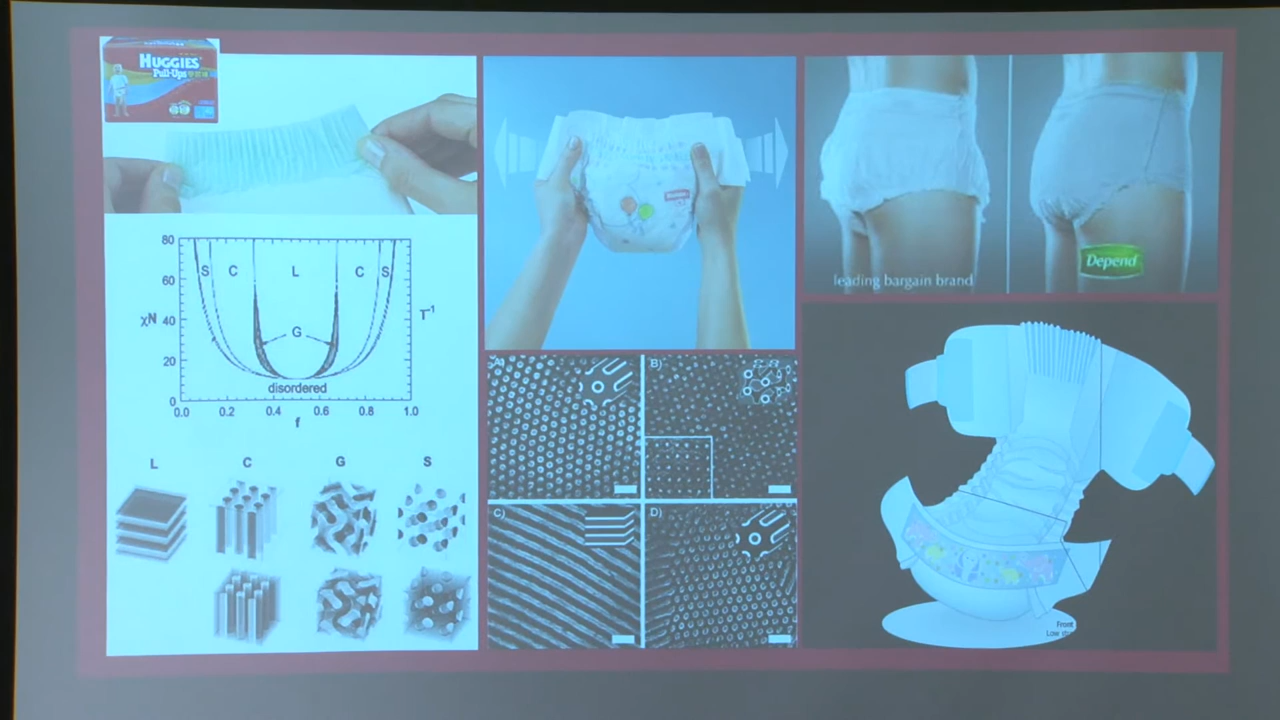 HUGGIES
Pull-Ups
80
60
χN 40
20
0
S C L C S
G
disordered
T⁻¹
0.0 0.2 0.4 0.6 0.8 1.0
f
L C G S
A)
B)
C)
D)
leading bargain brand
Depend
Front